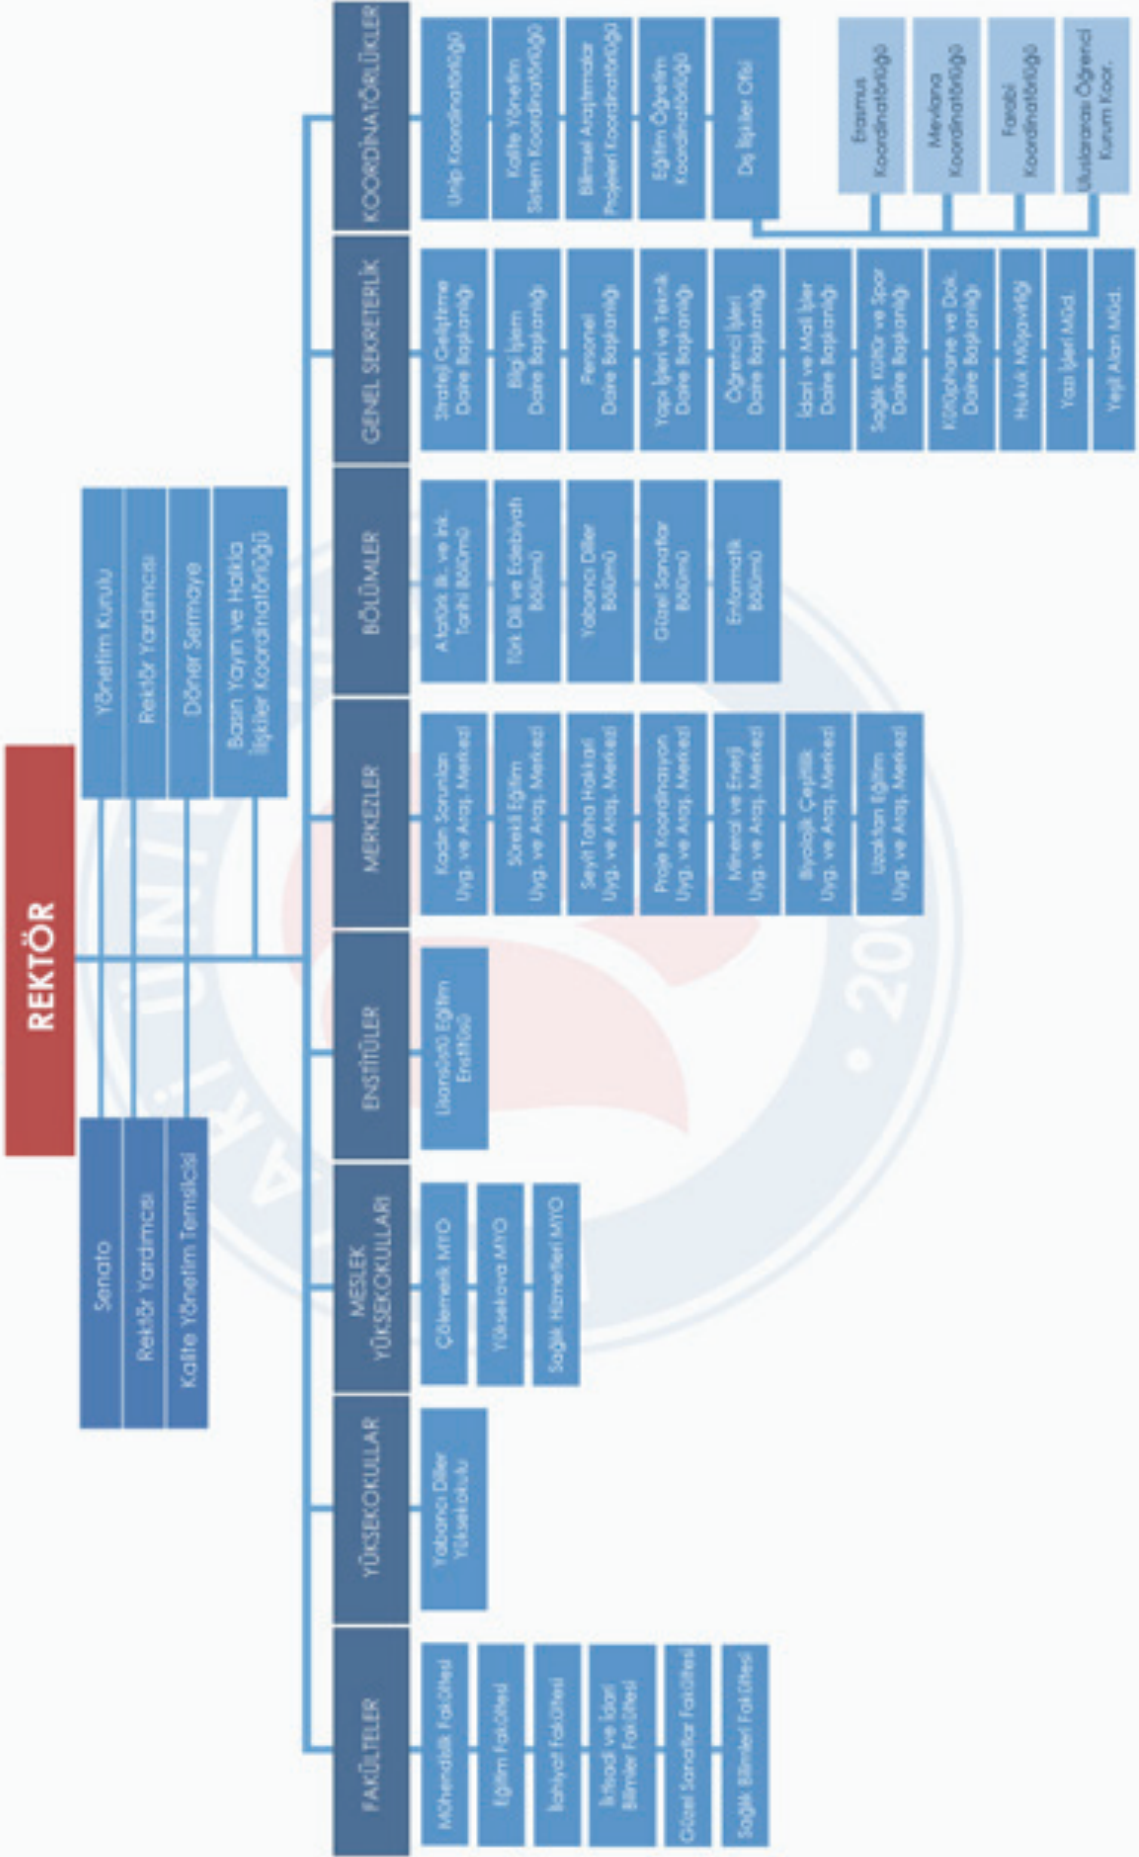 REKTÖR
Senato
Rektör Yardımcısı
Kalite Yönetim Temsilcisi
Yönetim Kurulu
Rektör Yardımcısı
Döner Sermaye
Basın Yayın ve Halkla
İlişkiler Koordinatörlüğü
FAKÜLTELER
Mühendislik Fakültesi
Eğitim Fakültesi
İlahiyat Fakültesi
İktisadi ve İdari
Bilimler Fakültesi
Güzel Sanatlar Fakültesi
Sağlık Bilimleri Fakültesi
YÜKSEKOKULLAR
Yabancı Diller
Yüksekokulu
MESLEK
YÜKSEKOKULLARI
Çölemerik MYO
Yüksekova MYO
Sağlık Hizmetleri MYO
ENSTİTÜLER
Lisansüstü Eğitim
Enstitüsü
MERKEZLER
Kadın Sorunları
Uyg. ve Araş. Merkezi
Sürekli Eğitim
Uyg. ve Araş. Merkezi
Seyit Taha Hakkari
Uyg. ve Araş. Merkezi
Proje Koordinasyon
Uyg. ve Araş. Merkezi
Mineral ve Enerji
Uyg. ve Araş. Merkezi
Biyolojik Çeşitlilik
Uyg. ve Araş. Merkezi
Uzaktan Eğitim
Uyg. ve Araş. Merkezi
BÖLÜMLER
Atatürk İlk. ve İnk.
Tarihi Bölümü
Türk Dili ve Edebiyatı
Bölümü
Yabancı Diller
Bölümü
Güzel Sanatlar
Bölümü
Enformatik
Bölümü
GENEL SEKRETERLİK
Strateji Geliştirme
Daire Başkanlığı
Bilgi İşlem
Daire Başkanlığı
Personel
Daire Başkanlığı
Yapı İşleri ve Teknik
Daire Başkanlığı
Öğrenci İşleri
Daire Başkanlığı
İdari ve Mali İşler
Daire Başkanlığı
Sağlık Kültür ve Spor
Daire Başkanlığı
Kütüphane ve Dok.
Daire Başkanlığı
Hukuk Müşavirliği
Yazı İşleri Müd.
Yeşil Alan Müd.
KOORDİNATÖRLÜKLER
Ünip Koordinatörlüğü
Kalite Yönetim
Sistem Koordinatörlüğü
Bilimsel Araştırmalar
Projeleri Koordinatörlüğü
Eğitim Öğretim
Koordinatörlüğü
Dış İlişkiler Ofisi
Erasmus
Koordinatörlüğü
Mevlana
Koordinatörlüğü
Farabi
Koordinatörlüğü
Uluslararası Öğrenci
Kurum Koor.
ARİ ÜNİ
• 20